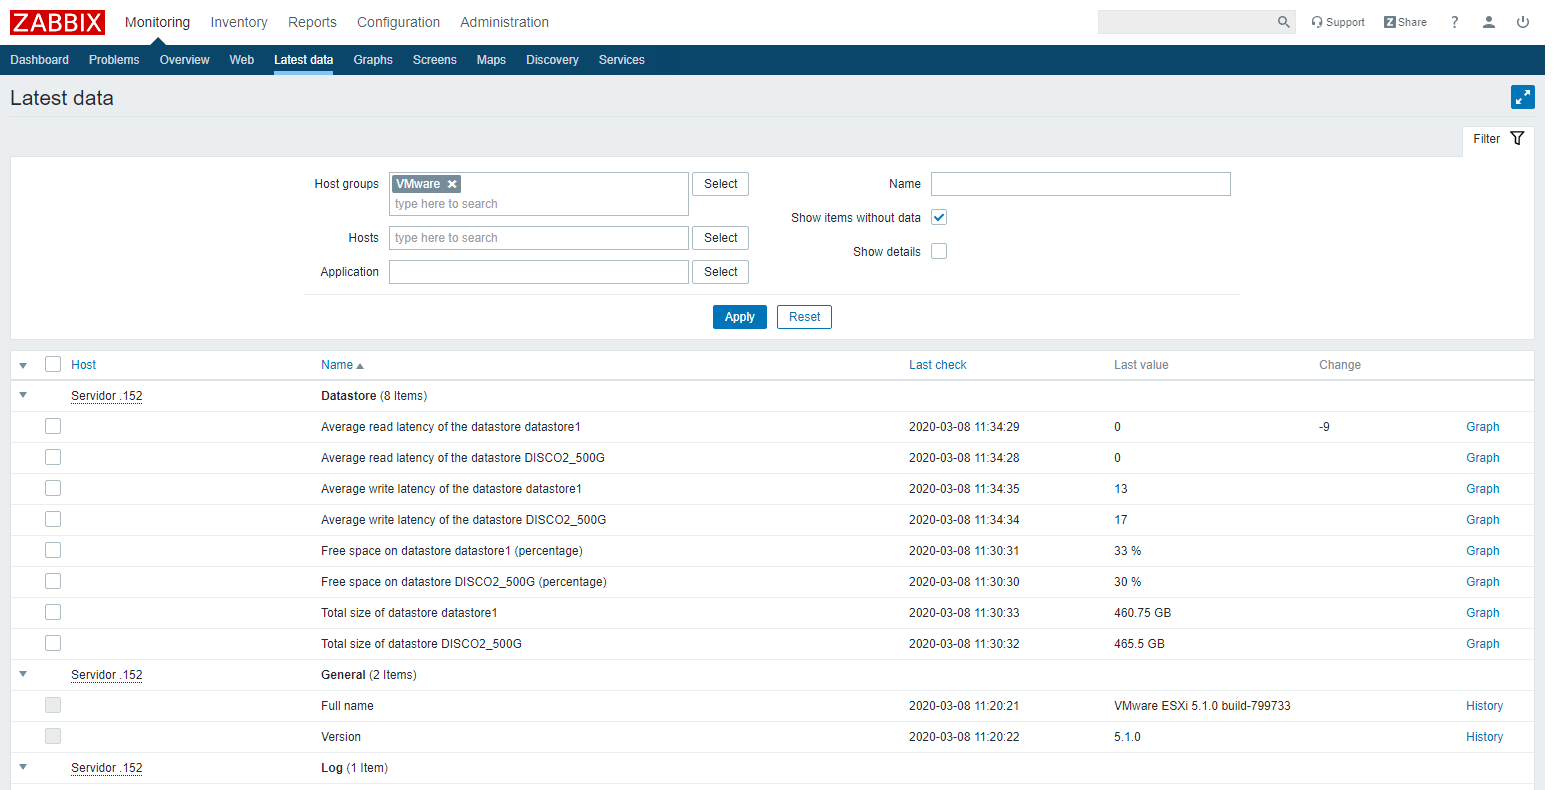 ZABBIX Monitoring Inventory Reports Configuration Administration Support Z Share ?
Dashboard Problems Overview Web Latest data Graphs Screens Maps Discovery Services
Latest data
Filter
Host groups VMware type here to search Select
Hosts type here to search Select
Application Select
Name
Show items without data
Show details
Apply Reset
Host Name Last check Last value Change
Servidor .152 Datastore (8 Items)
Average read latency of the datastore datastore1 2020-03-08 11:34:29 0 -9 Graph
Average read latency of the datastore DISCO2_500G 2020-03-08 11:34:28 0 Graph
Average write latency of the datastore datastore1 2020-03-08 11:34:35 13 Graph
Average write latency of the datastore DISCO2_500G 2020-03-08 11:34:34 17 Graph
Free space on datastore datastore1 (percentage) 2020-03-08 11:30:31 33 % Graph
Free space on datastore DISCO2_500G (percentage) 2020-03-08 11:30:30 30 % Graph
Total size of datastore datastore1 2020-03-08 11:30:33 460.75 GB Graph
Total size of datastore DISCO2_500G 2020-03-08 11:30:32 465.5 GB Graph
Servidor .152 General (2 Items)
Full name 2020-03-08 11:20:21 VMware ESXi 5.1.0 build-799733 History
Version 2020-03-08 11:20:22 5.1.0 History
Servidor .152 Log (1 Item)